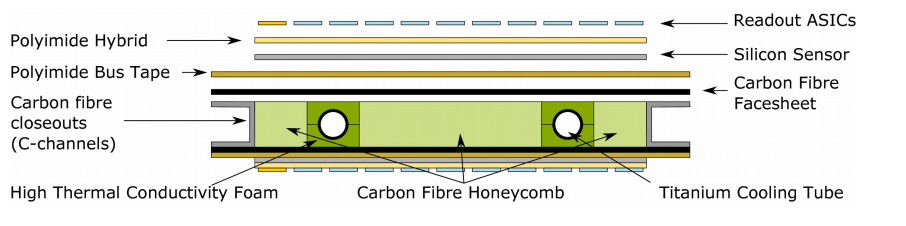 Readout ASICs
Polyimide Hybrid
Silicon Sensor
Polyimide Bus Tape
Carbon Fibre
Facesheet
Carbon fibre
closeouts
(C-channels)
High Thermal Conductivity Foam
Carbon Fibre Honeycomb
Titanium Cooling Tube